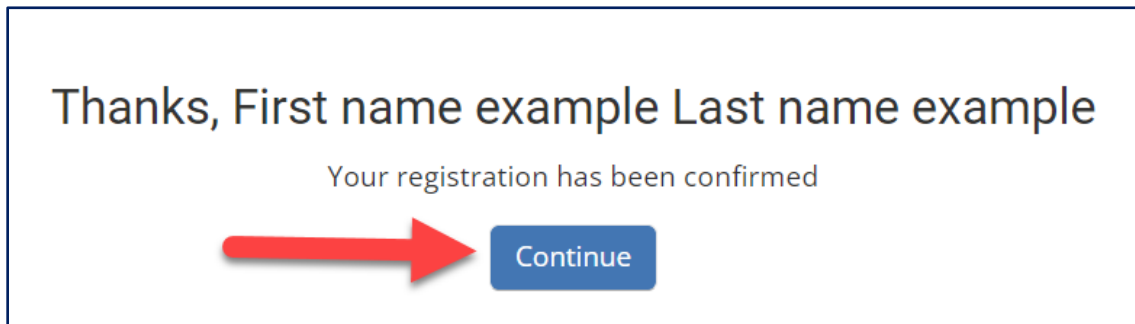 Thanks, First name example Last name example
Your registration has been confirmed
Continue